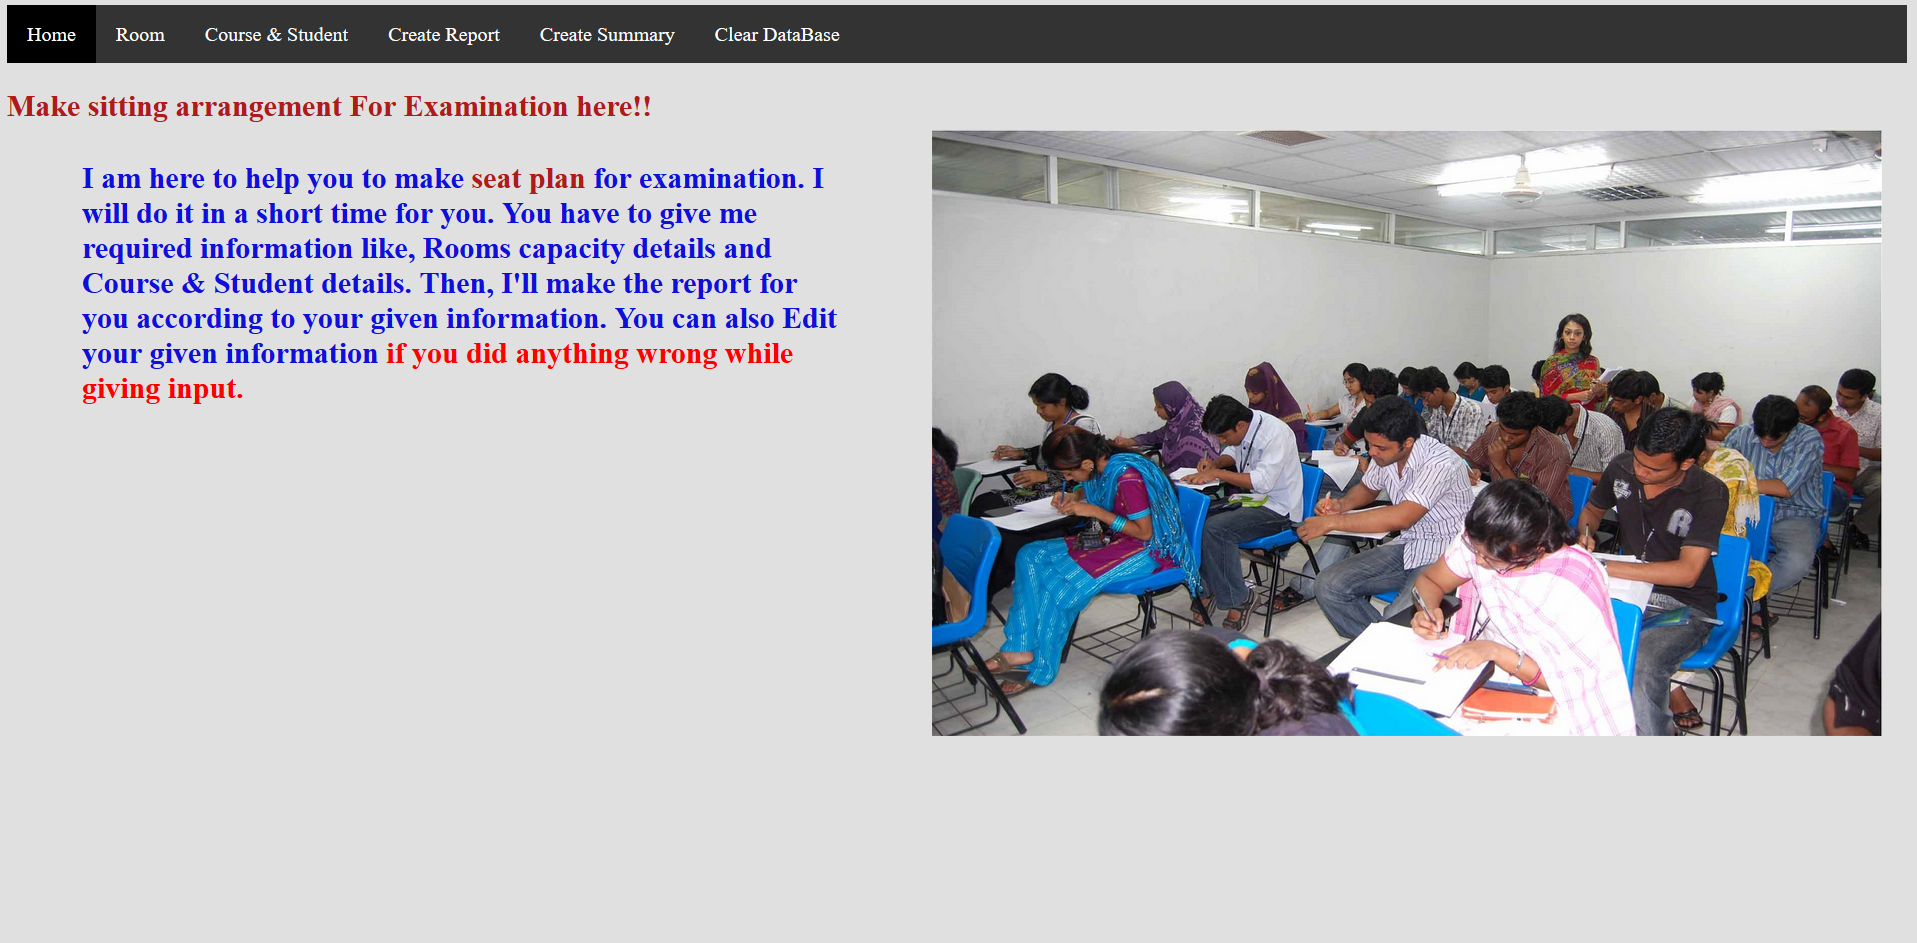 Home Room Course & Student Create Report Create Summary Clear DataBase
Make sitting arrangement For Examination here!!
I am here to help you to make seat plan for examination. I
will do it in a short time for you. You have to give me
required information like, Rooms capacity details and
Course & Student details. Then, I'll make the report for
you according to your given information. You can also Edit
your given information if you did anything wrong while
giving input.